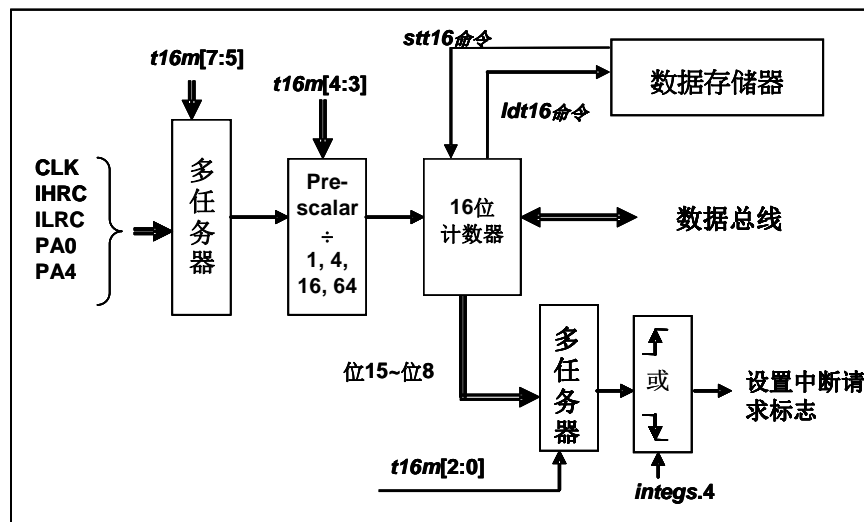 stt16命令
数据存储器
ldt16命令
t16m[7:5]
t16m[4:3]
CLK
IHRC
ILRC
PA0
PA4
多
任
务
器
Pre-
scalar
÷
1, 4,
16, 64
16位
计数器
数据总线
位15~位8
多
任
务
器
或
设置中断请
求标志
t16m[2:0]
integs.4